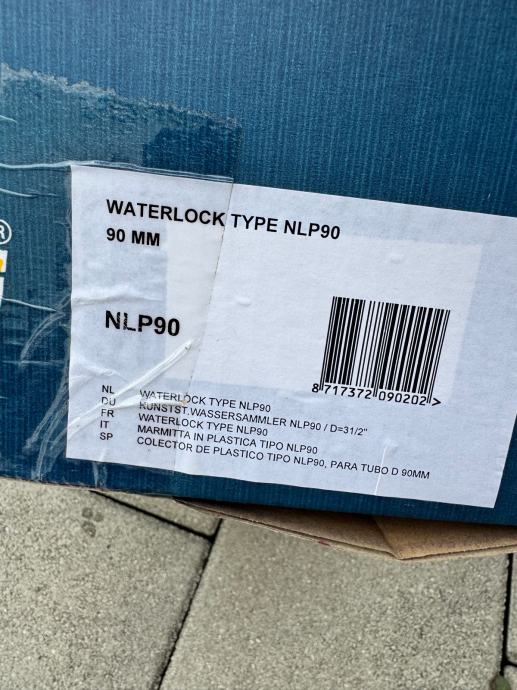 WATERLOCK TYPE NLP90
90 MM
NLP90
8 717372 090202 >
NL WATERLOCK TYPE NLP90
DU KUNSTST.WASSERSAMMLER NLP90 / D=31/2"
FR WATERLOCK TYPE NLP90
IT MARMITTA IN PLASTICA TIPO NLP90
SP COLECTOR DE PLASTICO TIPO NLP90, PARA TUBO D 90MM
®